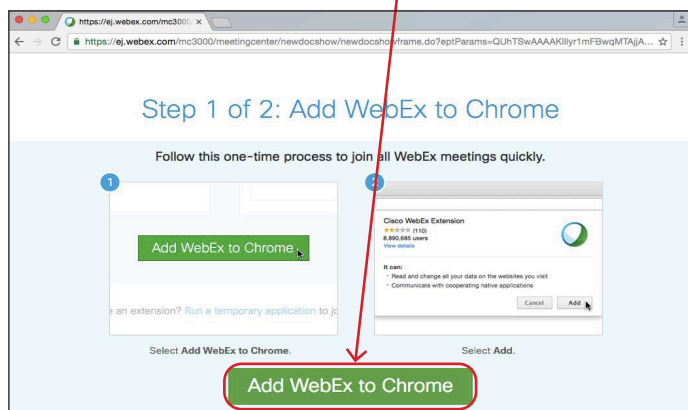 https://ej.webex.com/mc3000
https://ej.webex.com/mc3000/meetingcenter/newdocshow/newdocshowframe.do?eptParams=
Step 1 of 2: Add WebEx to Chrome
Follow this one-time process to join all WebEx meetings quickly.
1
Add WebEx to Chrome
an extension? Run a temporary application to jo
Select Add WebEx to Chrome.
2
Cisco WebEx Extension
(110)
8,890,685 users
View details
It can:
- Read and change all your data on the websites you visit
- Communicate with cooperating native applications
Cancel
Add
Select Add.
Add WebEx to Chrome